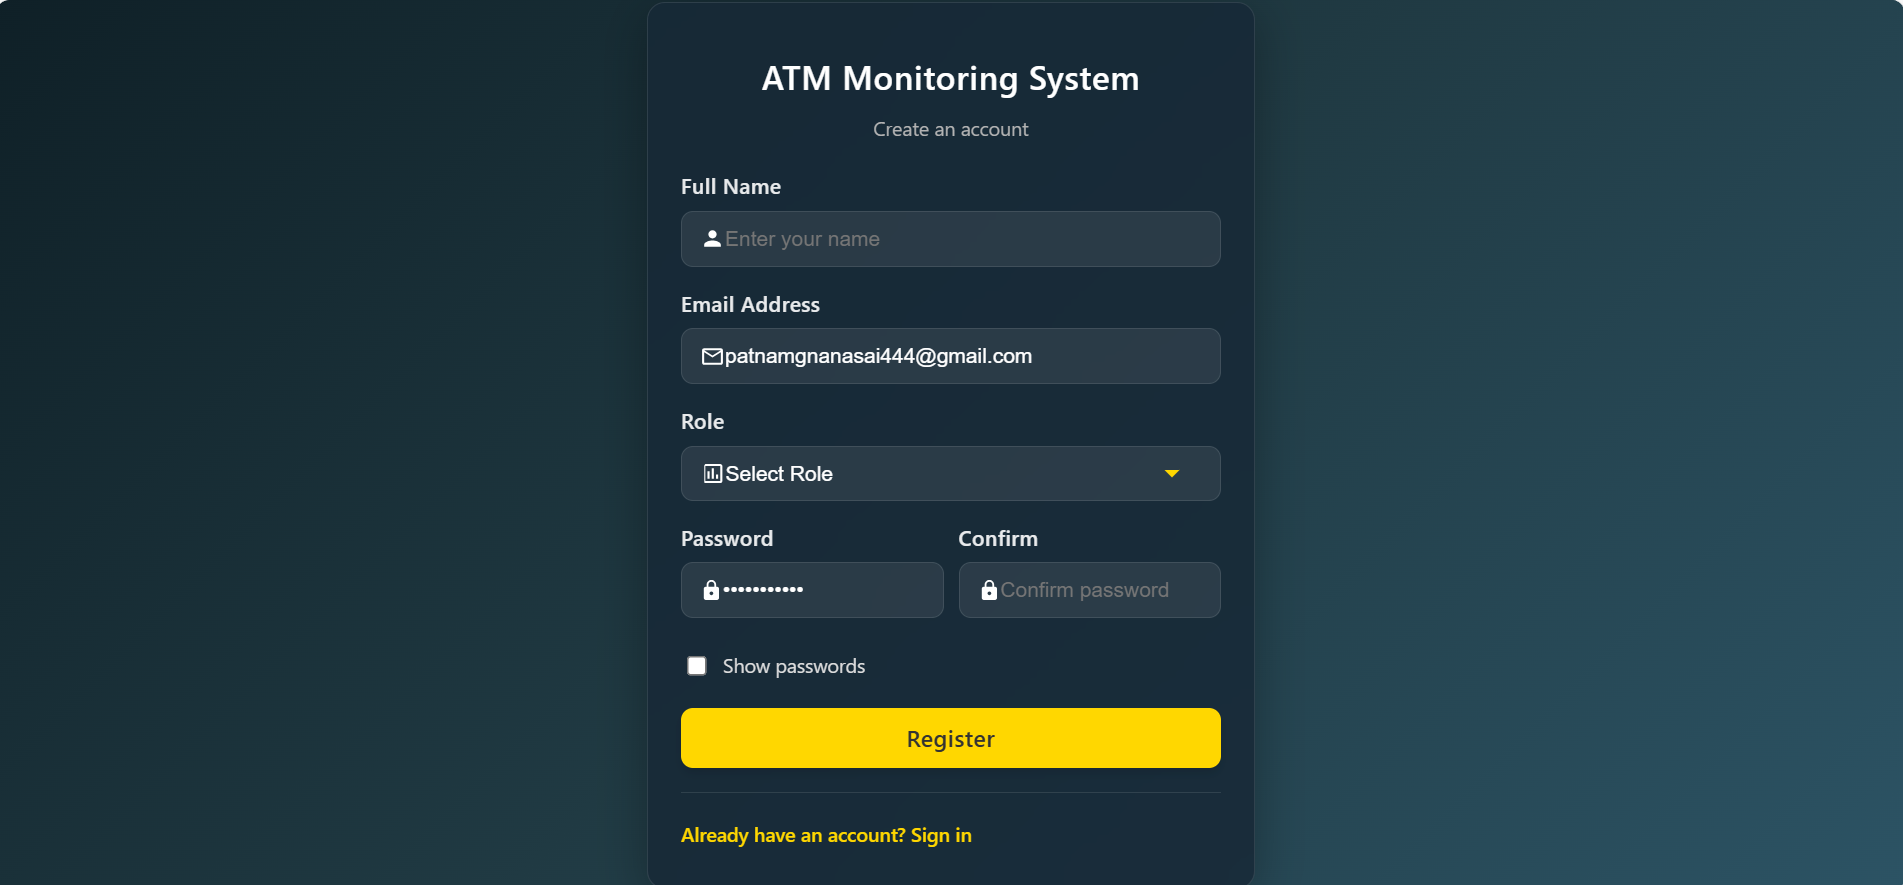 ATM Monitoring System
Create an account
Full Name
Enter your name
Email Address
patnamgnanasai444@gmail.com
Role
Select Role
Password Confirm
••••••••••• Confirm password
Show passwords
Register
Already have an account? Sign in